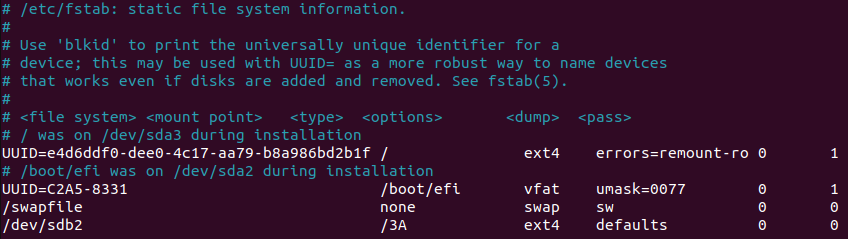 # /etc/fstab: static file system information.
#
# Use 'blkid' to print the universally unique identifier for a
# device; this may be used with UUID= as a more robust way to name devices
# that works even if disks are added and removed. See fstab(5).
#
# <file system> <mount point>   <type>  <options>       <dump>  <pass>
# / was on /dev/sda3 during installation
UUID=e4d6ddf0-dee0-4c17-aa79-b8a986bd2b1f /               ext4    errors=remount-ro 0       1
# /boot/efi was on /dev/sda2 during installation
UUID=C2A5-8331                            /boot/efi       vfat    umask=0077        0       1
/swapfile                                 none            swap    sw                0       0
/dev/sdb2                                 /3A             ext4    defaults          0       0